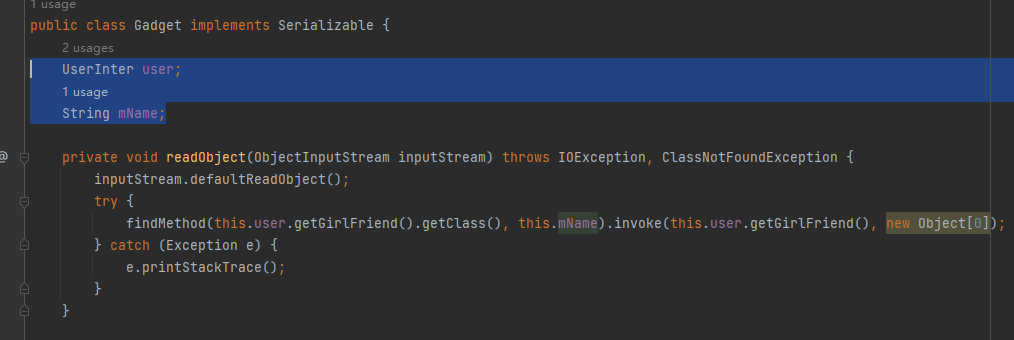 1 usage
public class Gadget implements Serializable {
2 usages
UserInter user;
1 usage
String mName;
@
private void readObject(ObjectInputStream inputStream) throws IOException, ClassNotFoundException {
inputStream.defaultReadObject();
try {
findMethod(this.user.getGirlFriend().getClass(), this.mName).invoke(this.user.getGirlFriend(), new Object[0]);
} catch (Exception e) {
e.printStackTrace();
}
}